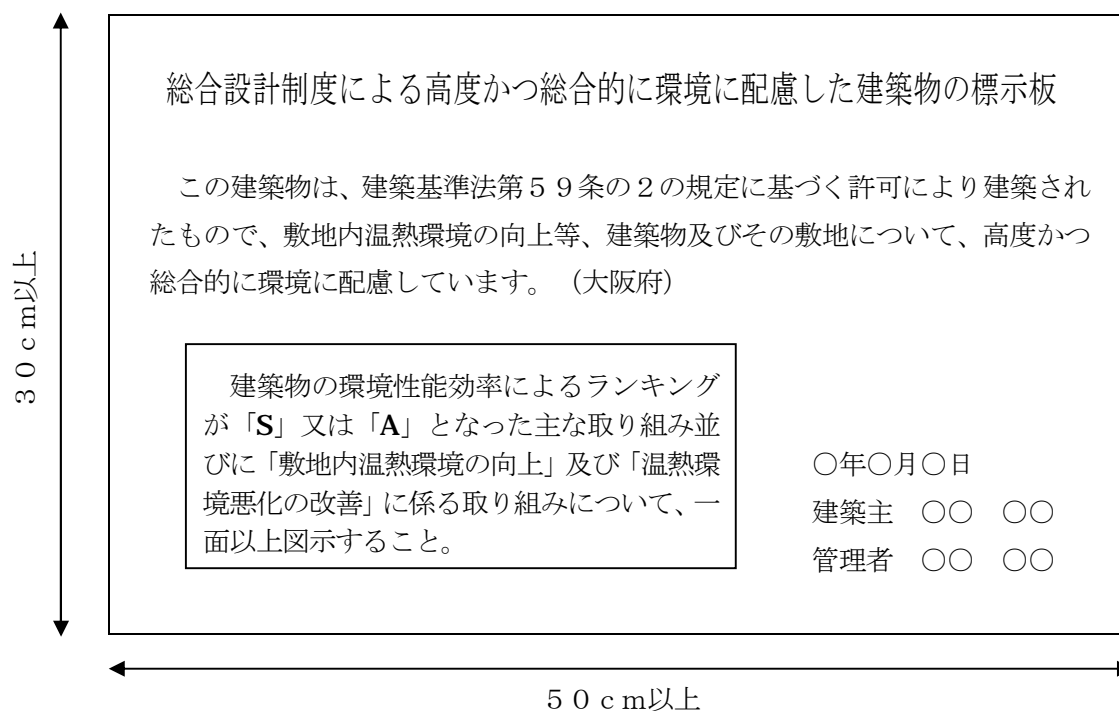 総合設計制度による高度かつ総合的に環境に配慮した建築物の標示板
この建築物は、建築基準法第５９条の２の規定に基づく許可により建築され
たもので、敷地内温熱環境の向上等、建築物及びその敷地について、高度かつ
総合的に環境に配慮しています。（大阪府）
３０ｃｍ以上
建築物の環境性能効率によるランキング
が「S」又は「A」となった主な取り組み並
びに「敷地内温熱環境の向上」及び「温熱環
境悪化の改善」に係る取り組みについて、一
面以上図示すること。
○年○月○日
建築主　○○　○○
管理者　○○　○○
５０ｃｍ以上